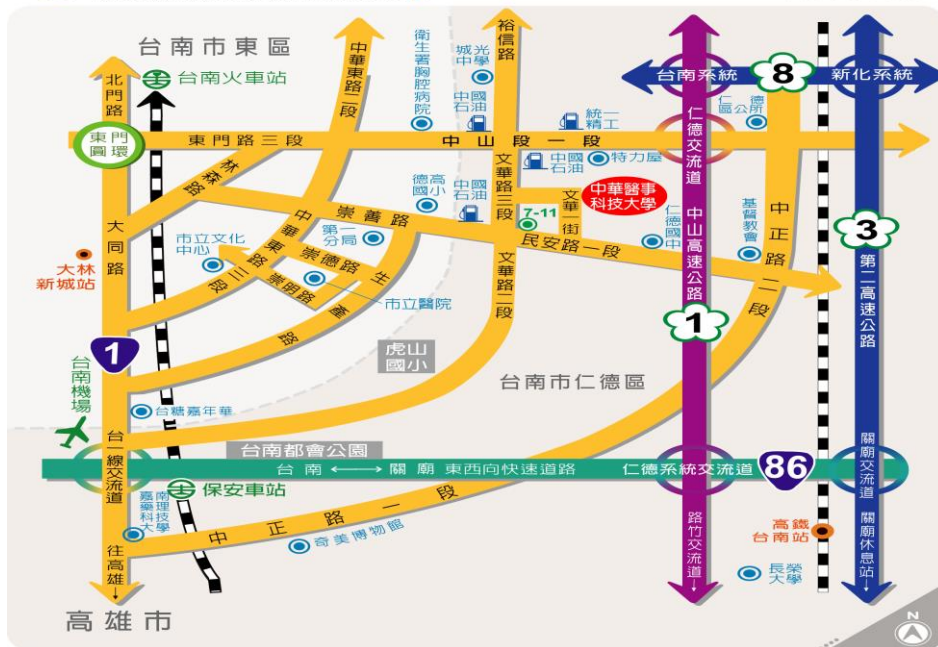 台南市東區
台南火車站
北門路
東門圓環
東門路三段
中華東路二段
衛生署胸腔病院
城光中學
中國石油
裕信路
統一精工
中山段一段
中國石油
特力屋
台南系統
8
新化系統
仁德區公所
仁德交流道
中山高速公路
1
中華醫事
科技大學
文華一街
文華路三段
7-11
民安路一段
仁德國中
基督教會
中正路二段
3
第二高速公路
林森路
德高國小
中國石油
崇善路
第一分局
中華東路三段
市立文化
中心
崇德路
崇明路
市立醫院
生產路
大同路
大林
新城站
1
文華路二段
虎山
國小
台南市仁德區
台南機場
台糖嘉年華
台南都會公園
台一線交流道
台南 ←→ 關廟 東西向快速道路
仁德系統交流道
86
關廟交流道
保安車站
嘉南藥理科技大學
中正路一段
奇美博物館
路竹交流道↓
高鐵
台南站
長榮
大學
關廟休息站↓
往高雄↓
高雄市
N